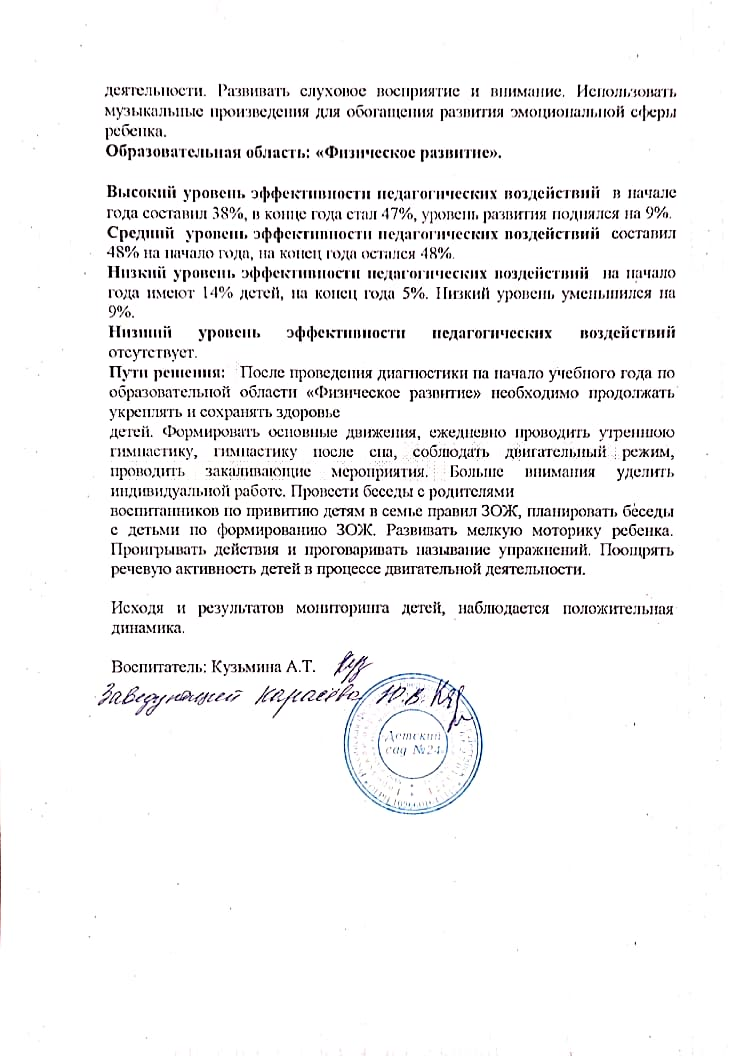 деятельности. Развивать слуховое восприятие и внимание. Использовать
музыкальные произведения для обогащения развития эмоциональной сферы
ребенка.
Образовательная область: «Физическое развитие».
Высокий уровень эффективности педагогических воздействий в начале
года составил 38%, в конце года стал 47%, уровень развития поднялся на 9%.
Средний уровень эффективности педагогических воздействий составил
48% на начало года, на конец года остался 48%.
Низкий уровень эффективности педагогических воздействий на начало
года имеют 14% детей, на конец года 5%. Низкий уровень уменьшился на
9%.
Низший уровень эффективности педагогических воздействий
отсутствует.
Пути решения: После проведения диагностики на начало учебного года по
образовательной области «Физическое развитие» необходимо продолжать
укреплять и сохранять здоровье
детей. Формировать основные движения, ежедневно проводить утреннюю
гимнастику, гимнастику после сна, соблюдать двигательный режим,
проводить закаливающие мероприятия. Больше внимания уделить
индивидуальной работе. Провести беседы с родителями
воспитанников по привитию детям в семье правил ЗОЖ, планировать беседы
с детьми по формированию ЗОЖ. Развивать мелкую моторику ребенка.
Проигрывать действия и проговаривать называние упражнений. Поощрять
речевую активность детей в процессе двигательной деятельности.
Исходя и результатов мониторинга детей, наблюдается положительная
динамика.
Воспитатель: Кузьмина А.Т.
Заведующей Карасёва Ю.В.
Детский
сад №24